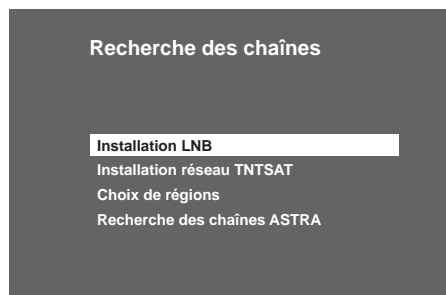 Recherche des chaînes
Installation LNB
Installation réseau TNTSAT
Choix de régions
Recherche des chaînes ASTRA